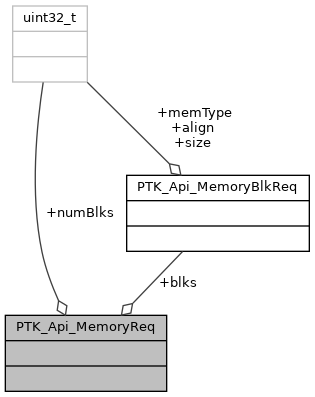 uint32_t
+memType
+align
+size
PTK_Api_MemoryBlkReq
+numBlks
+blks
PTK_Api_MemoryReq